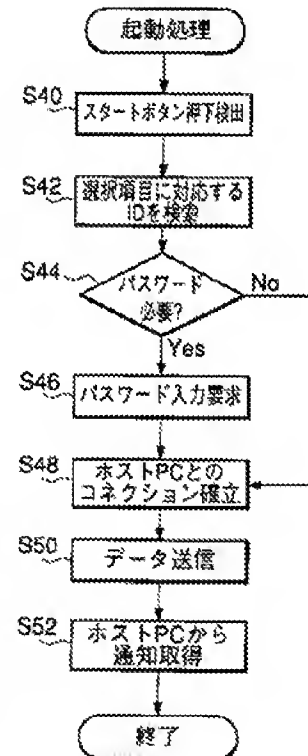 起動処理
S40
スタートボタン押下検出
S42
選択項目に対応する
IDを検索
S44
パスワード
必要?
No
Yes
S46
パスワード入力要求
S48
ホストPCとの
コネクション確立
S50
データ送信
S52
ホストPCから
通知取得
終了